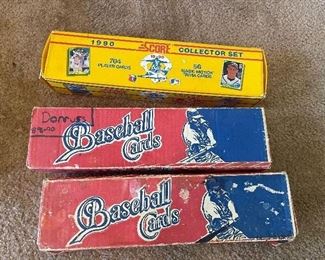 1990 SCORE COLLECTOR SET
704
PLAYER CARDS
56
MAGIC MOTION
TRIVIA CARDS
Donruss
Baseball
Cards
Baseball
Cards